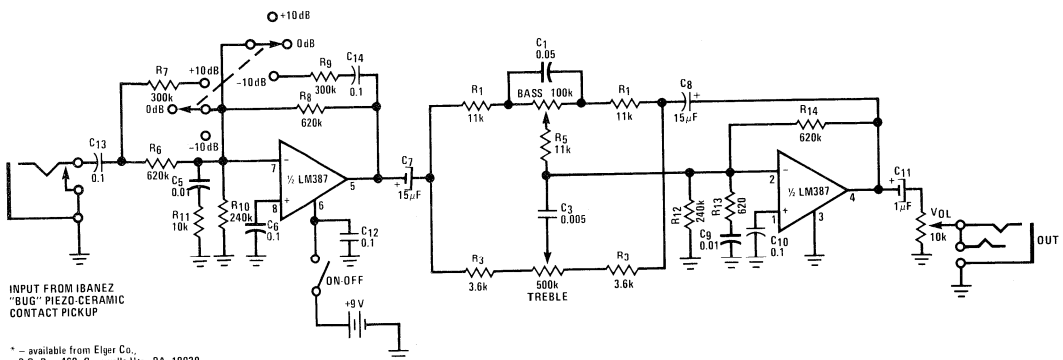 +10dB
0dB
R7
300k
+10dB
0dB
-10dB
-10dB
R9
300k
C14
0.1
R8
620k
C13
0.1
R6
620k
C5
0.01
R11
10k
R10
240k
7
8
6
5
−
+
½ LM387
C6
0.1
C12
0.1
ON-OFF
+9 V
C7
+
15μF
R1
11k
C1
0.05
BASS 100k
R1
11k
R5
11k
C3
0.005
R3
3.6k
500k
TREBLE
R3
3.6k
C8
+
15μF
R14
620k
R12
240k
R13
620
C9
0.01
2
1
3
4
−
+
½ LM387
C10
0.1
C11
+
1μF
VOL
10k
OUT
INPUT FROM IBANEZ
"BUG" PIEZO-CERAMIC
CONTACT PICKUP
* – available from Elger Co.,